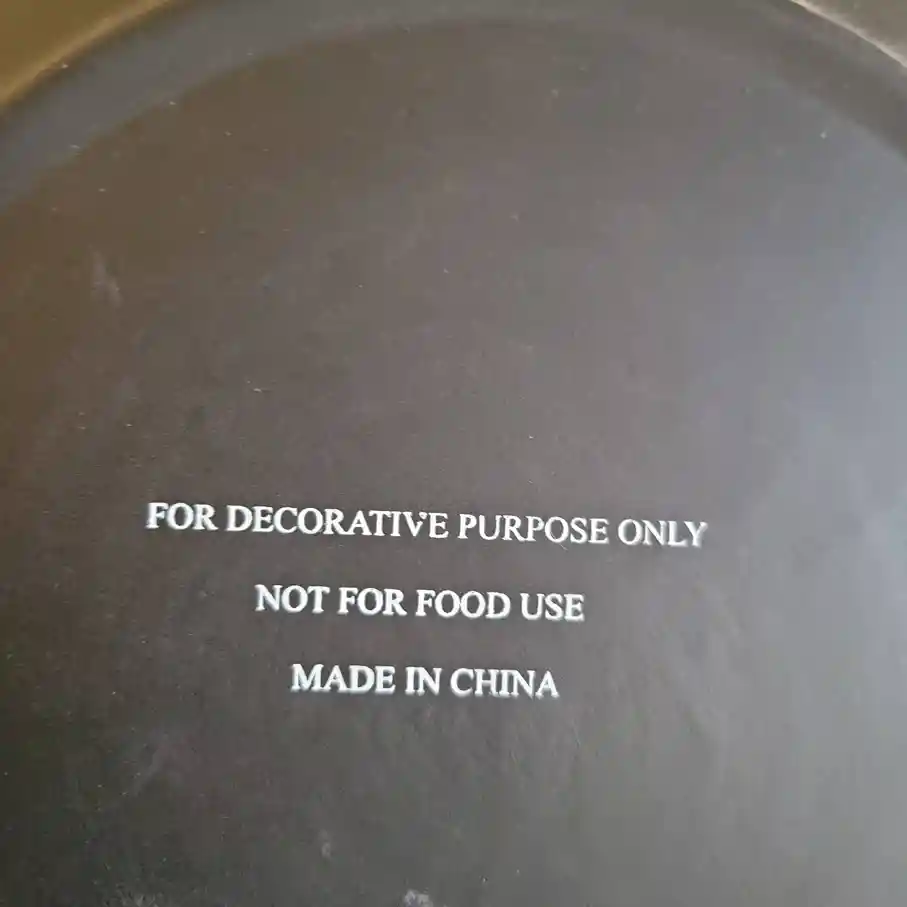 FOR DECORATIVE PURPOSE ONLY
NOT FOR FOOD USE
MADE IN CHINA